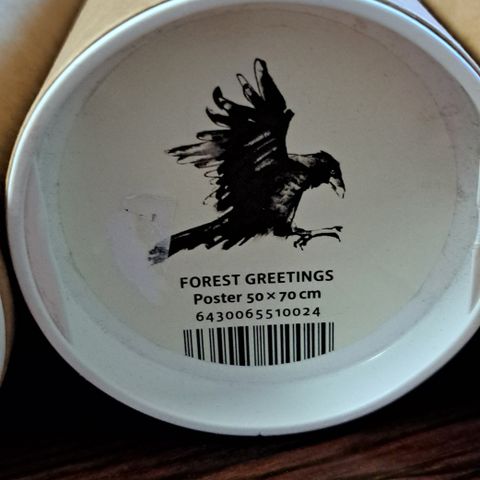 FOREST GREETINGS
Poster 50 × 70 cm
6430065510024